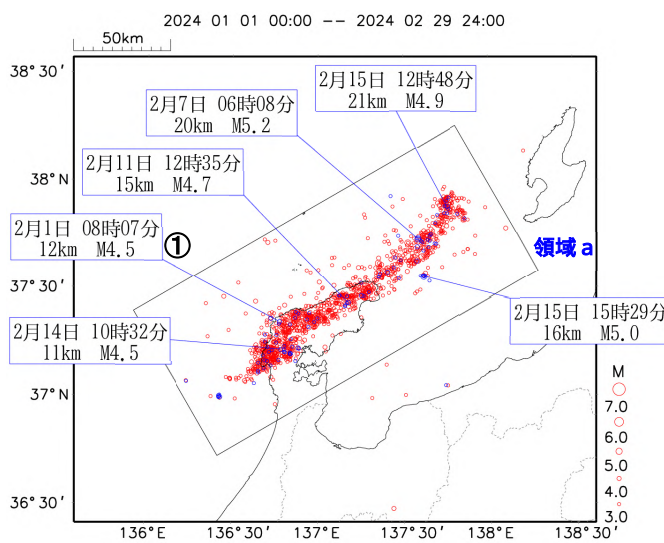 2024 01 01 00:00 -- 2024 02 29 24:00
50km
38°30′
2月15日 12時48分
21km M4.9
2月7日 06時08分
20km M5.2
38°N
2月11日 12時35分
15km M4.7
2月1日 08時07分
12km M4.5
①
領域a
37°30′
2月14日 10時32分
11km M4.5
2月15日 15時29分
16km M5.0
37°N
M
7.0
6.0
5.0
4.0
3.0
36°30′
136°E
136°30′
137°E
137°30′
138°E
138°30′